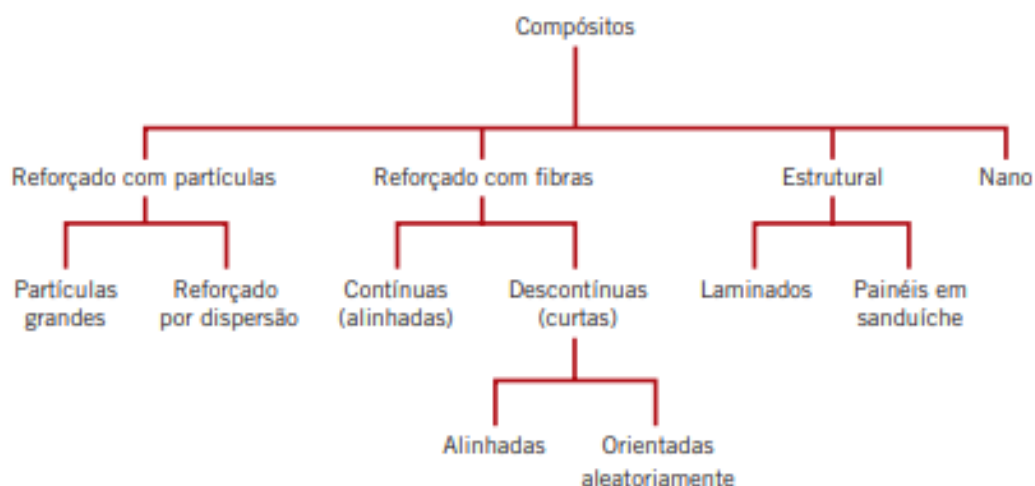 Compósitos
Reforçado com partículas
Reforçado com fibras
Estrutural
Nano
Partículas
grandes
Reforçado
por dispersão
Contínuas
(alinhadas)
Descontínuas
(curtas)
Laminados
Painéis em
sanduíche
Alinhadas
Orientadas
aleatoriamente